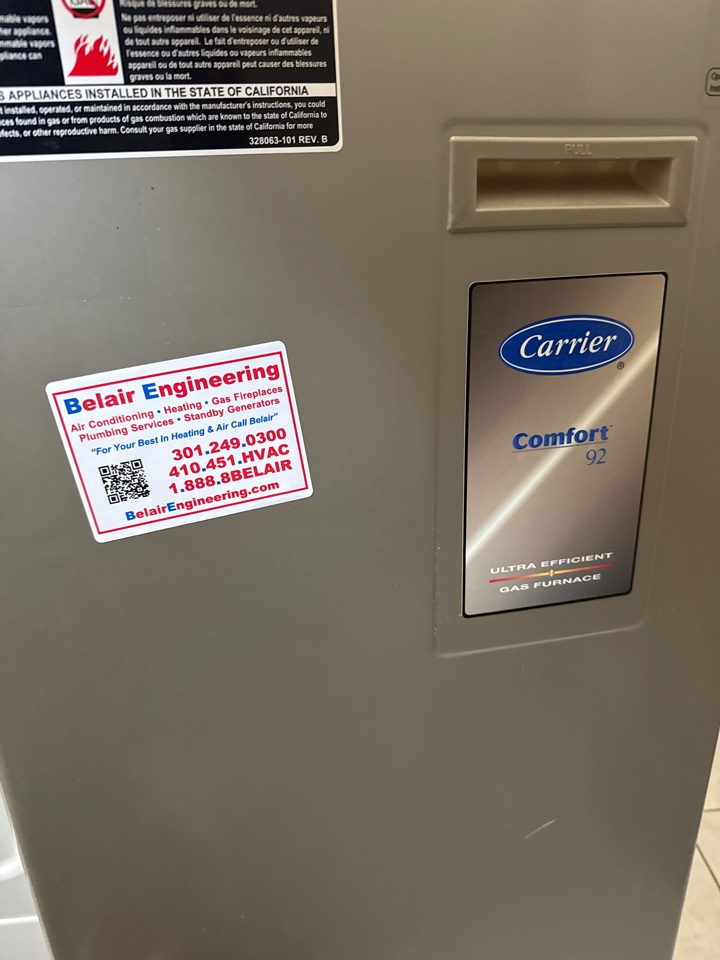 Risque de blessures graves ou de mort.
mable vapors
her appliance.
mmable vapors
pliance can
Ne pas entreposer ni utiliser de l'essence ni d'autres vapeurs
ou liquides inflammables dans le voisinage de cet appareil, ni
de tout autre appareil. Le fait d'entreposer ou d'utiliser de
l'essence ou d'autres liquides ou vapeurs inflammables
appareil ou de tout autre appareil peut causer des blessures
graves ou la mort.
S APPLIANCES INSTALLED IN THE STATE OF CALIFORNIA
t installed, operated, or maintained in accordance with the manufacturer's instructions, you could
ces found in gas or from products of gas combustion which are known to the state of California to
efects, or other reproductive harm. Consult your gas supplier in the state of California for more
328063-101 REV. B
PULL
Carrier
®
Comfort
92
ULTRA EFFICIENT
GAS FURNACE
Belair Engineering
Air Conditioning • Heating • Gas Fireplaces
Plumbing Services • Standby Generators
"For Your Best In Heating & Air Call Belair"
301.249.0300
410.451.HVAC
1.888.8BELAIR
BelairEngineering.com